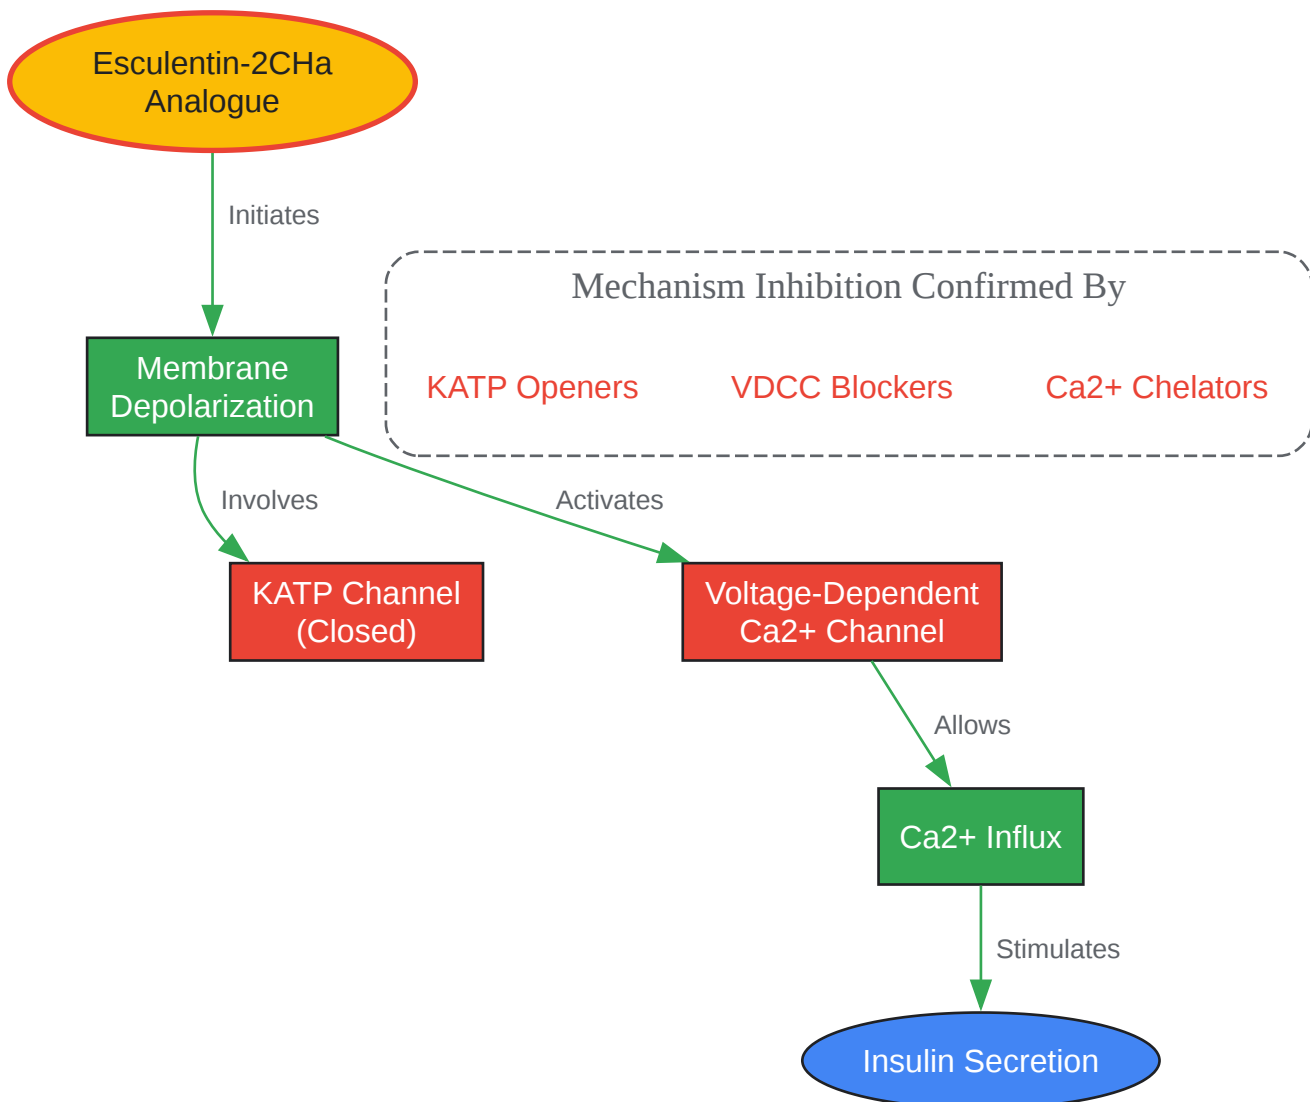 Esculentin-2CHa
Analogue
Initiates
Mechanism Inhibition Confirmed By
KATP Openers
VDCC Blockers
Ca2+ Chelators
Membrane
Depolarization
Involves
Activates
KATP Channel
(Closed)
Voltage-Dependent
Ca2+ Channel
Allows
Ca2+ Influx
Stimulates
Insulin Secretion